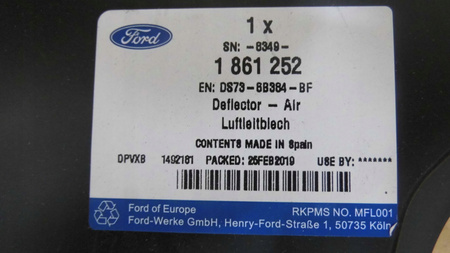 Ford
1 x
SN: -8349-
1 861 252
EN: DS73-8B384-BF
Deflector - Air
Luftleitblech
CONTENTS MADE IN Spain
DPVXB 1492161 PACKED: 25FEB2019 USE BY: *******
Ford of Europe RKPMS NO. MFL001
Ford-Werke GmbH, Henry-Ford-Straße 1, 50735 Köln